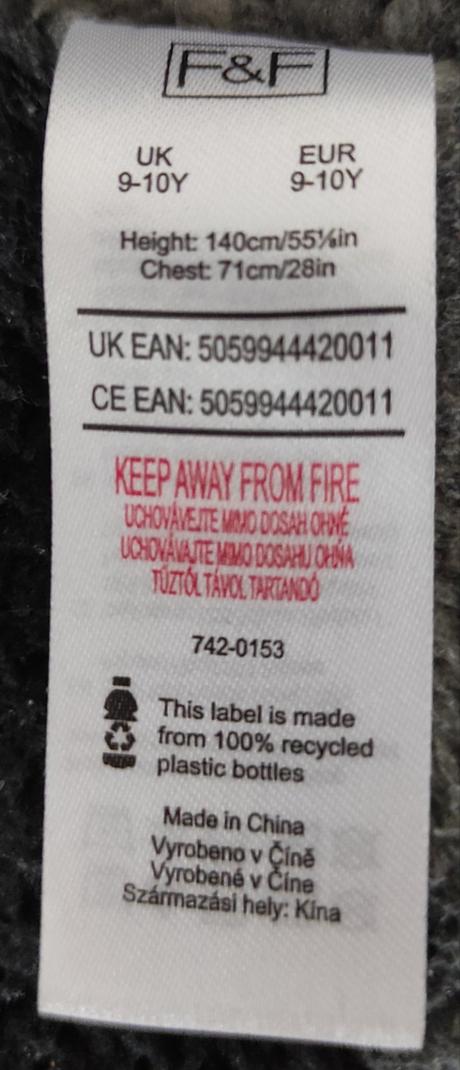 F&F
UK EUR
9-10Y 9-10Y
Height: 140cm/55⅛in
Chest: 71cm/28in
UK EAN: 5059944420011
CE EAN: 5059944420011
KEEP AWAY FROM FIRE
UCHOVÁVEJTE MIMO DOSAH OHNĚ
UCHOVÁVAJTE MIMO DOSAHU OHŇA
TŰZTŐL TÁVOL TARTANDÓ
742-0153
This label is made
from 100% recycled
plastic bottles
Made in China
Vyrobeno v Číně
Vyrobené v Číne
Származási hely: Kína